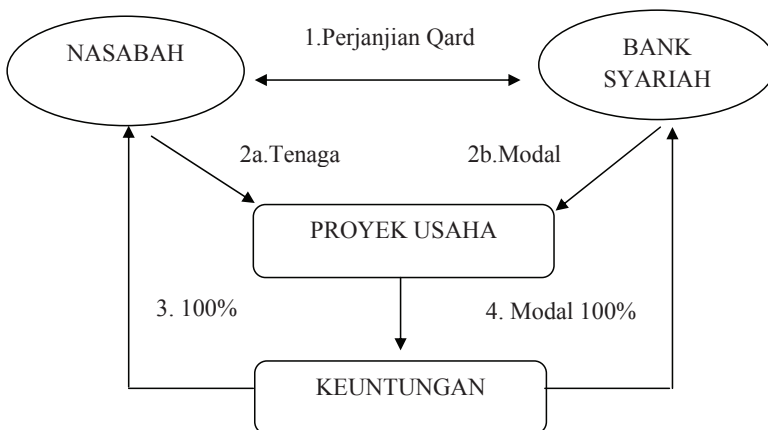 1.Perjanjian Qard
NASABAH
BANK
SYARIAH
2a.Tenaga
2b.Modal
PROYEK USAHA
3. 100%
4. Modal 100%
KEUNTUNGAN